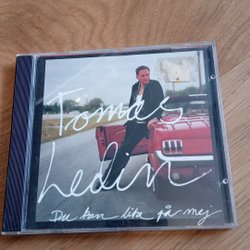 Tomas
Ledin
Du kan lita på mej